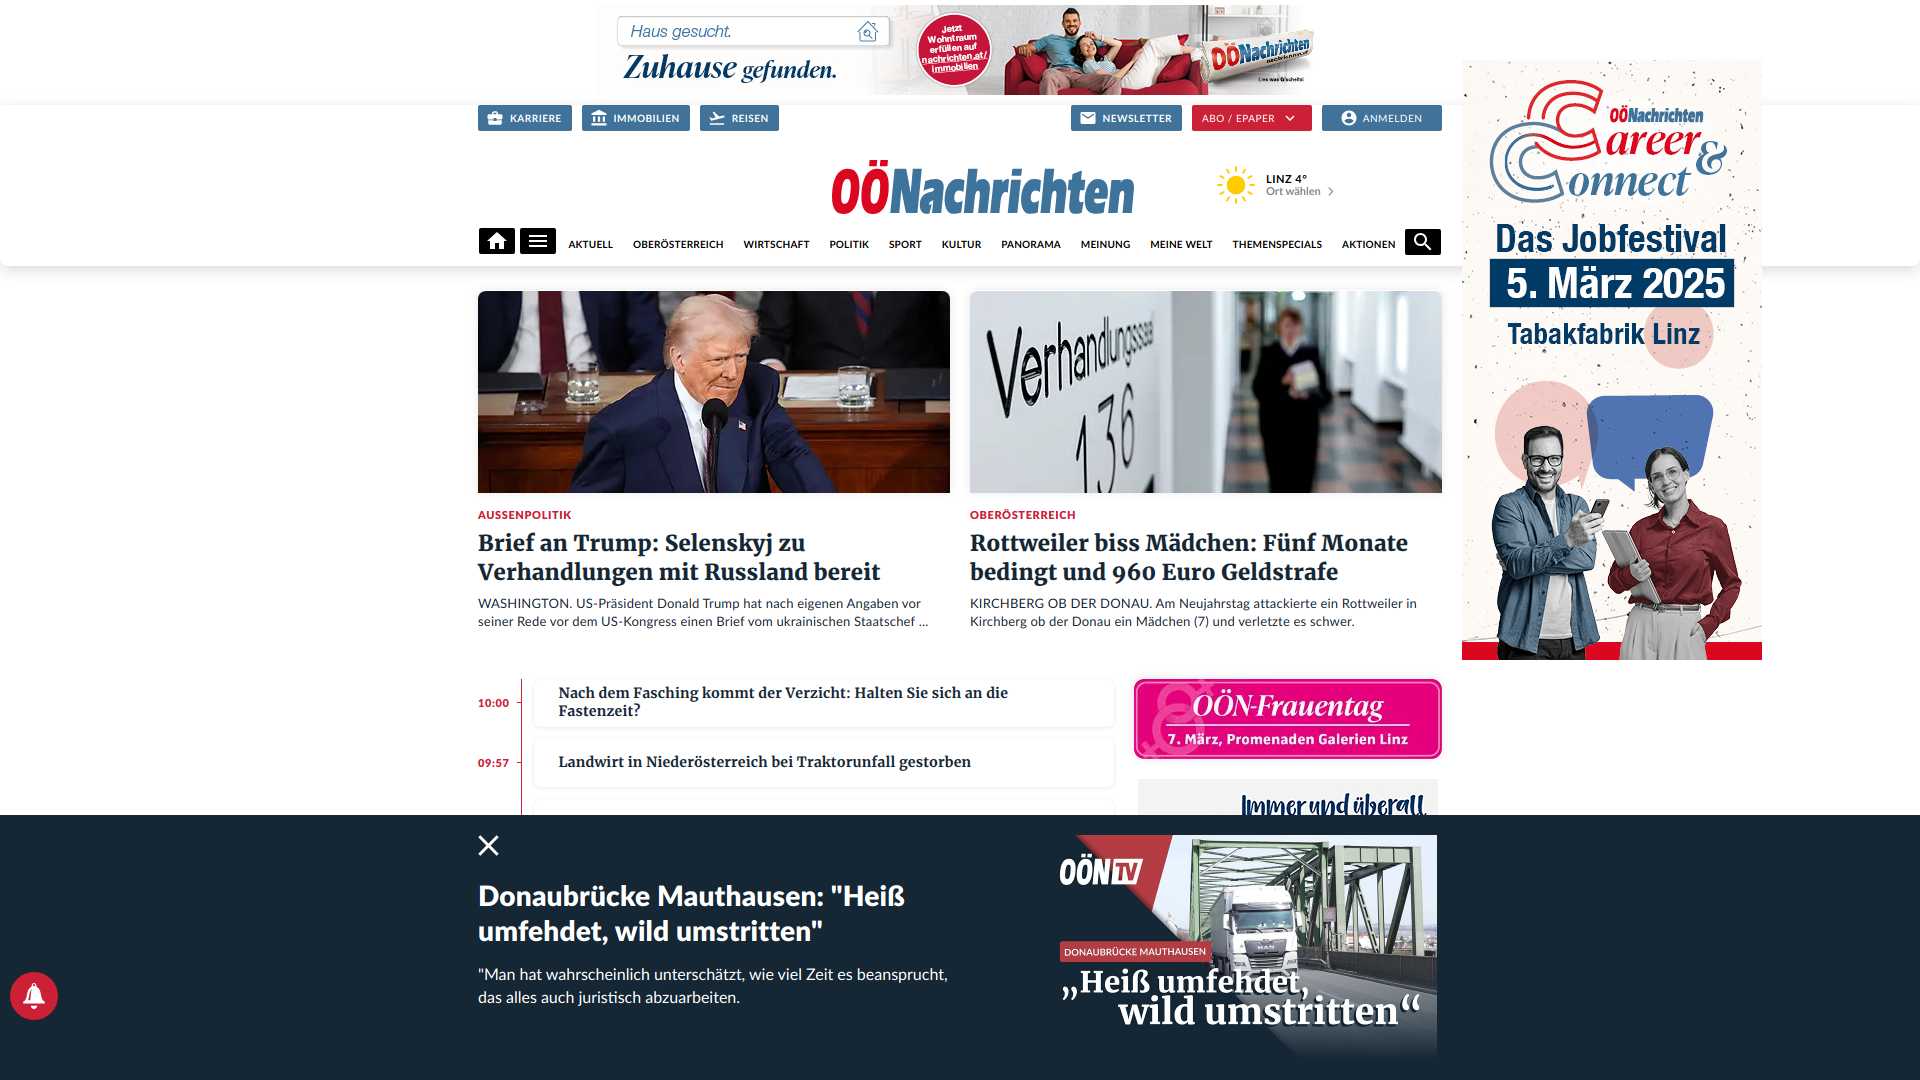 Haus gesucht.
Zuhause gefunden.
Jetzt
Wohntraum
erfüllen auf
nachrichten.at/
immobilien
OÖNachrichten
KARRIERE
IMMOBILIEN
REISEN
NEWSLETTER
ABO / EPAPER
ANMELDEN
OÖNachrichten
LINZ 4°
Ort wählen
AKTUELL
OBERÖSTERREICH
WIRTSCHAFT
POLITIK
SPORT
KULTUR
PANORAMA
MEINUNG
MEINE WELT
THEMENSPECIALS
AKTIONEN
OÖNachrichten
Career &
Connect
Das Jobfestival
5. März 2025
Tabakfabrik Linz
Verhandlungssaal
136
AUSSENPOLITIK
Brief an Trump: Selenskyj zu
Verhandlungen mit Russland bereit
WASHINGTON. US-Präsident Donald Trump hat nach eigenen Angaben vor
seiner Rede vor dem US-Kongress einen Brief vom ukrainischen Staatschef ...
OBERÖSTERREICH
Rottweiler biss Mädchen: Fünf Monate
bedingt und 960 Euro Geldstrafe
KIRCHBERG OB DER DONAU. Am Neujahrstag attackierte ein Rottweiler in
Kirchberg ob der Donau ein Mädchen (7) und verletzte es schwer.
10:00
Nach dem Fasching kommt der Verzicht: Halten Sie sich an die
Fastenzeit?
09:57
Landwirt in Niederösterreich bei Traktorunfall gestorben
OÖN-Frauentag
7. März, Promenaden Galerien Linz
Immer und überall
Donaubrücke Mauthausen: "Heiß
umfehdet, wild umstritten"
"Man hat wahrscheinlich unterschätzt, wie viel Zeit es beansprucht,
das alles auch juristisch abzuarbeiten.
OÖN TV
MAN
DONAUBRÜCKE MAUTHAUSEN
„Heiß umfehdet,
wild umstritten“